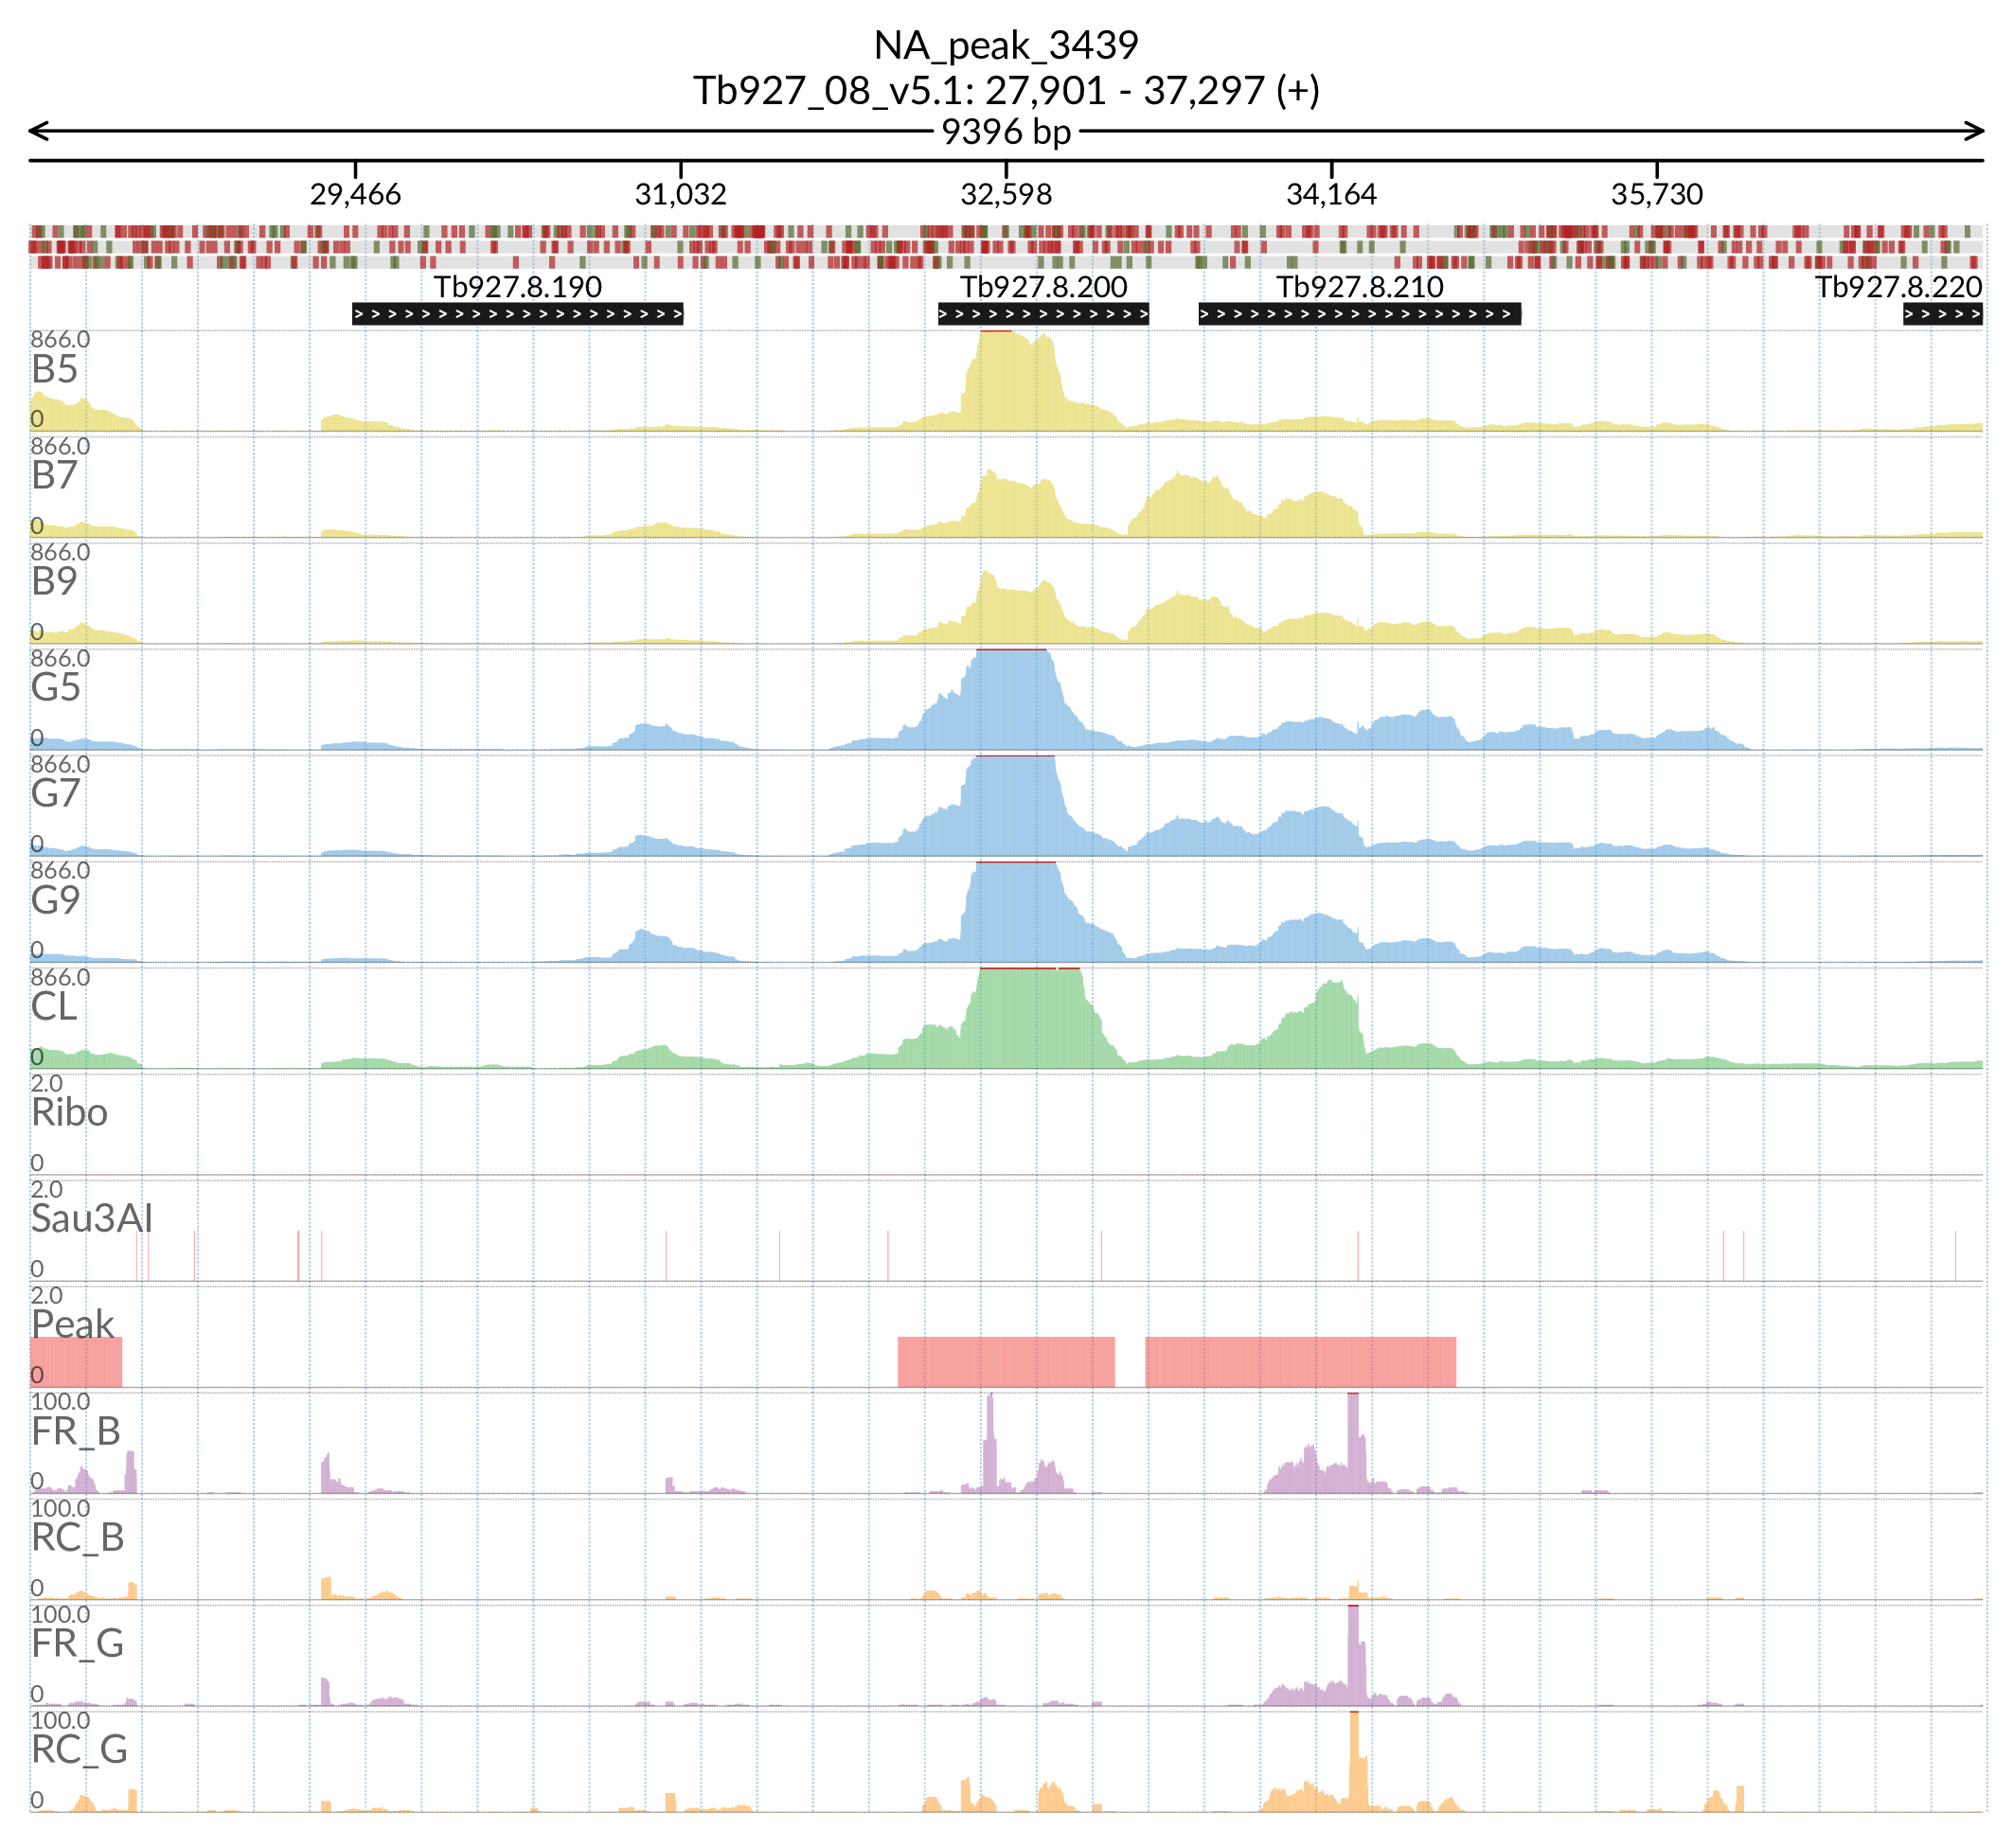 NA_peak_3439
Tb927_08_v5.1: 27,901 - 37,297 (+)
9396 bp
29,466 31,032 32,598 34,164 35,730
Tb927.8.190 Tb927.8.200 Tb927.8.210 Tb927.8.220
866.0
B5
0
866.0
B7
0
866.0
B9
0
866.0
G5
0
866.0
G7
0
866.0
G9
0
866.0
CL
0
2.0
Ribo
0
2.0
Sau3AI
0
2.0
Peak
0
100.0
FR_B
0
100.0
RC_B
0
100.0
FR_G
0
100.0
RC_G
0